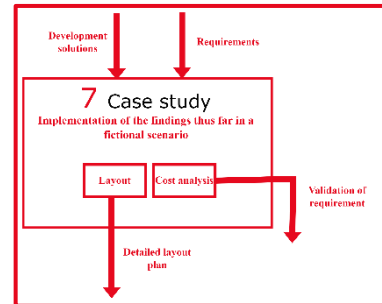 Development
solutions
Requirements
7 Case study
Implementation of the findings thus far in a
fictional scenario
Layout
Cost analysis
Validation of
requirement
Detailed layout
plan